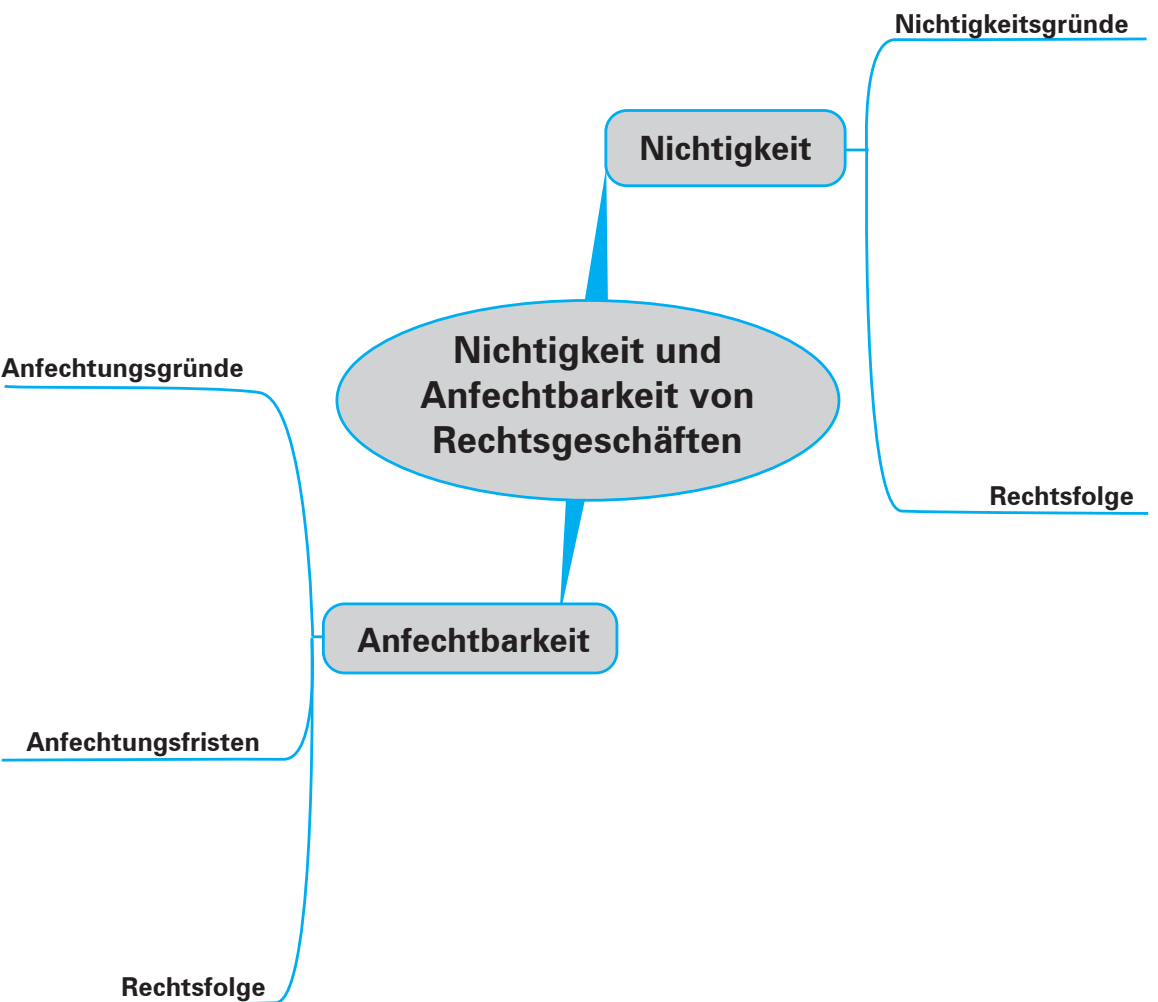 Nichtigkeitsgründe
Nichtigkeit
Nichtigkeit und
Anfechtbarkeit von
Rechtsgeschäften
Anfechtungsgründe
Rechtsfolge
Anfechtbarkeit
Anfechtungsfristen
Rechtsfolge